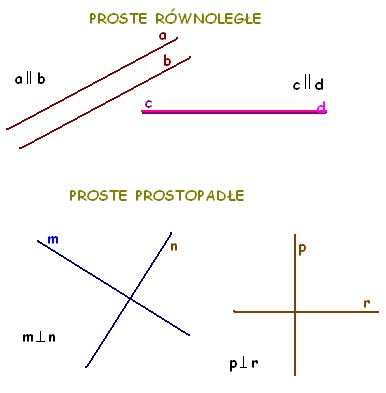 PROSTE RÓWNOLEGŁE
a
a || b
b
c || d
c
d
PROSTE PROSTOPADŁE
m
n
p
r
m ⊥ n
p ⊥ r